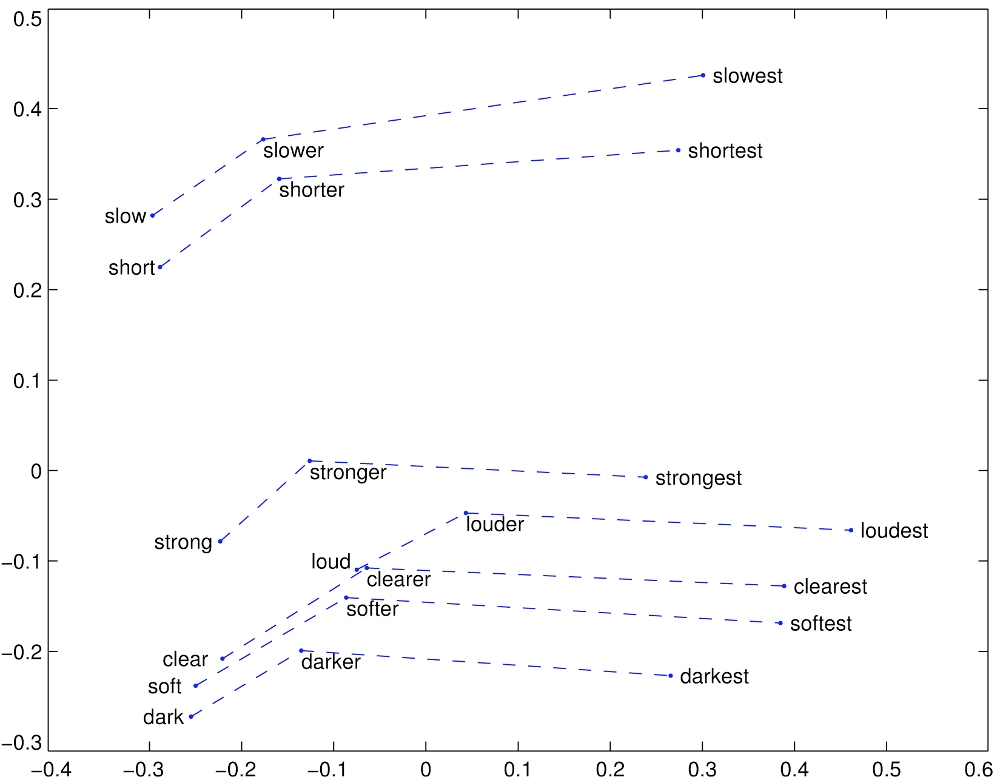 0.5
slowest
0.4
slower
shortest
0.3
shorter
slow
short
0.2
0.1
0
stronger
strongest
louder
loudest
strong
−0.1
loud
clearer
clearest
softer
softest
−0.2
clear
darker
darkest
soft
dark
−0.3
−0.4 −0.3 −0.2 −0.1 0 0.1 0.2 0.3 0.4 0.5 0.6